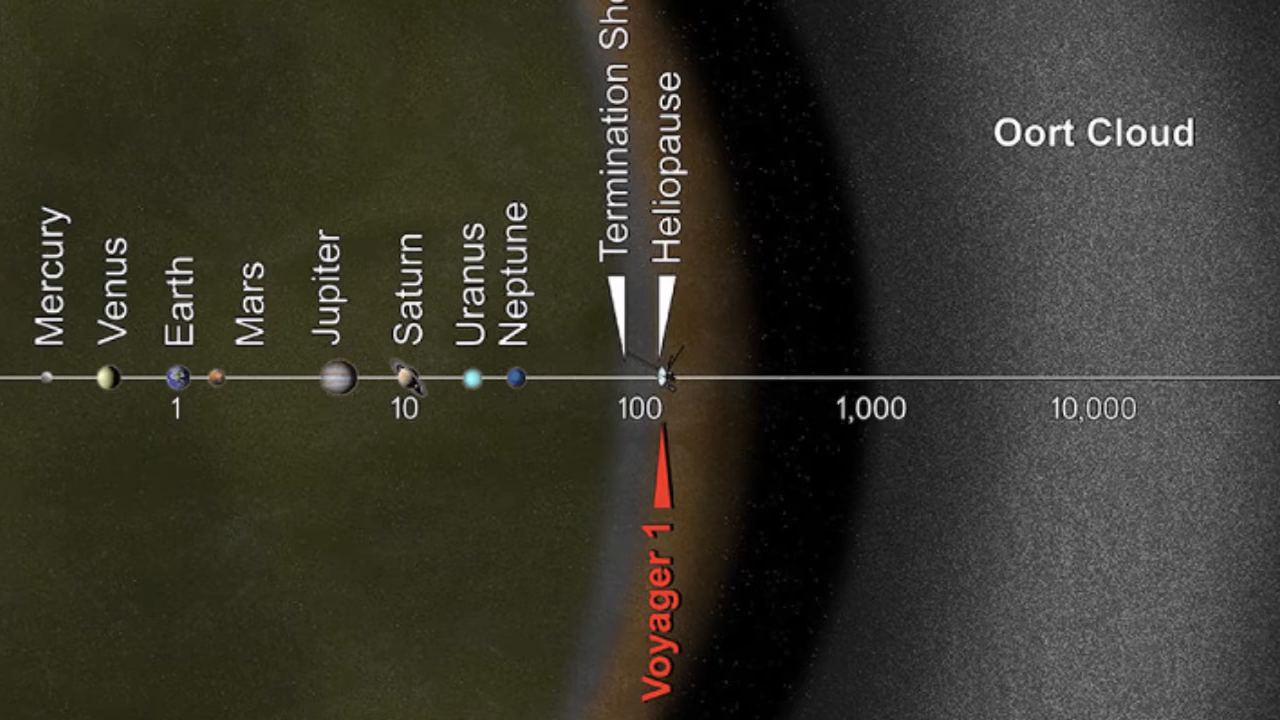 Mercury
Venus
Earth
Mars
Jupiter
Saturn
Uranus
Neptune
Termination
Heliopause
Oort Cloud
1
10
100
1,000
10,000
Voyager 1